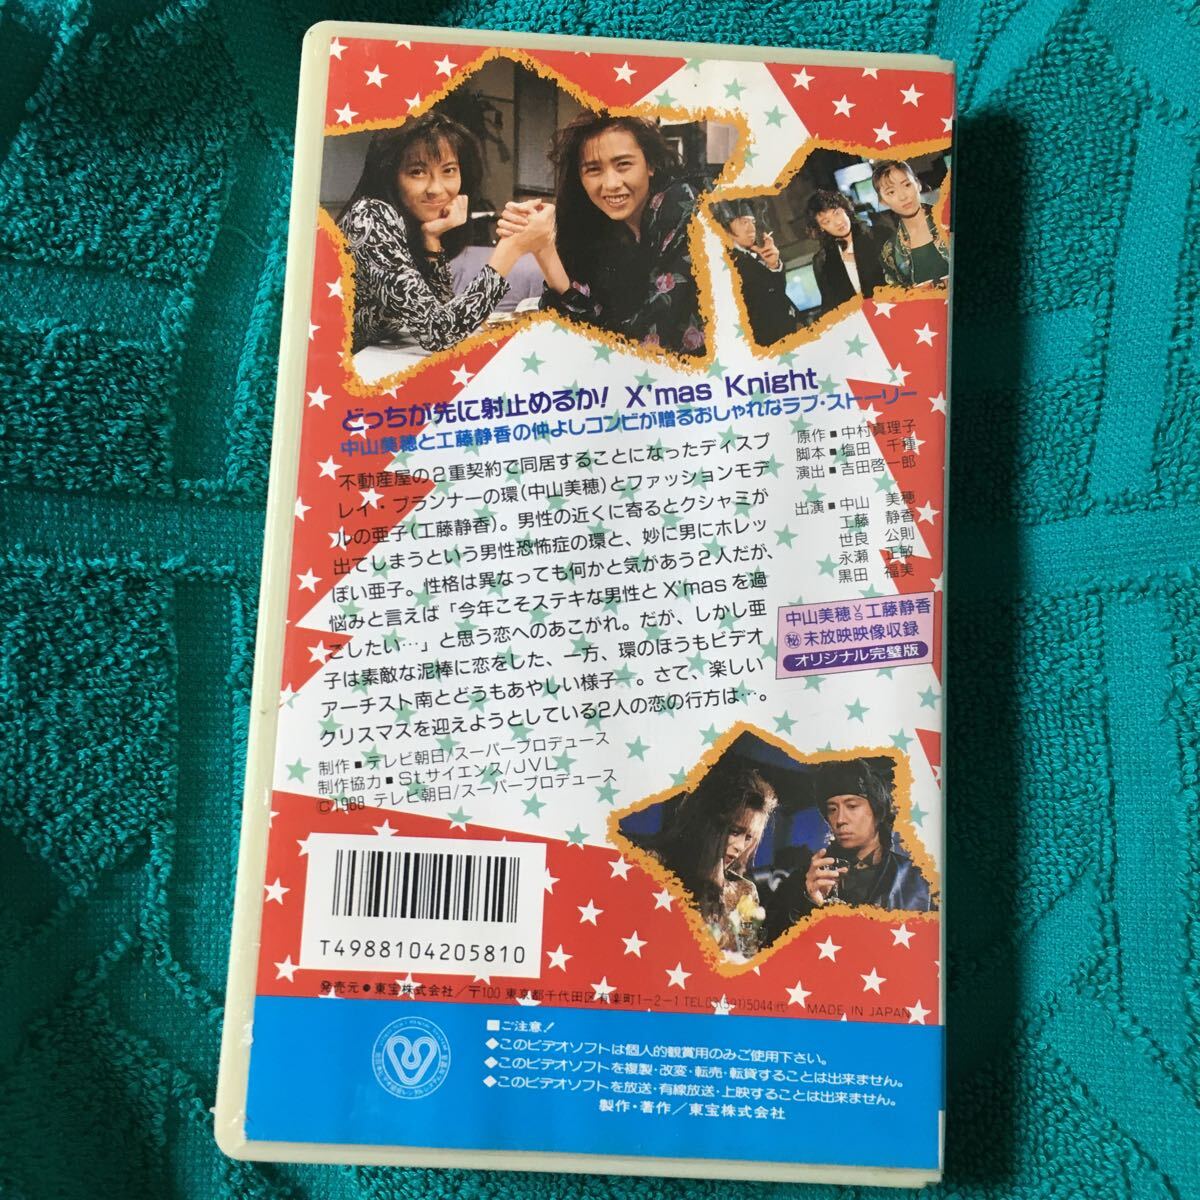 どっちが先に射止めるか! X'mas Knight
中山美穂と工藤静香の仲よしコンビが贈るおしゃれなラブ・ストーリー
不動産屋の2重契約で同居することになったディスプ
レイ・プランナーの環(中山美穂)とファッションモデ
ルの亜子(工藤静香)。男性の近くに寄るとクシャミが
出てしまうという男性恐怖症の環と、妙に男にホレッ
ぽい亜子。性格は異なっても何かと気があう2人だが、
悩みと言えば「今年こそステキな男性とX'masを過
ごしたい…」と思う恋へのあこがれ。だが、しかし亜
子は素敵な泥棒に恋をした、一方、環のほうもビデオ
アーチスト南とどうもあやしい様子―。さて、楽しい
クリスマスを迎えようとしている2人の恋の行方は…。
原作■中村真理子
脚本■塩田 千種
演出■吉田啓一郎
出演■中山 美穂
工藤 静香
世良 公則
永瀬 正敏
黒田 福美
中山美穂VS工藤静香
㊙未放映映像収録
オリジナル完璧版
制作■テレビ朝日/スーパープロデュース
制作協力■Stサイエンス/JVL
©1988 テレビ朝日/スーパープロデュース
T4988104205810
発売元●東宝株式会社/〒100 東京都千代田区有楽町1-2-1 TEL03(591)5044(代) MADE IN JAPAN
■ご注意!
◆このビデオソフトは個人的観賞用のみご使用下さい。
◆このビデオソフトを複製・改変・転売・転貸することは出来ません。
◆このビデオソフトを放送・有線放送・上映することは出来ません。
製作・著作/東宝株式会社